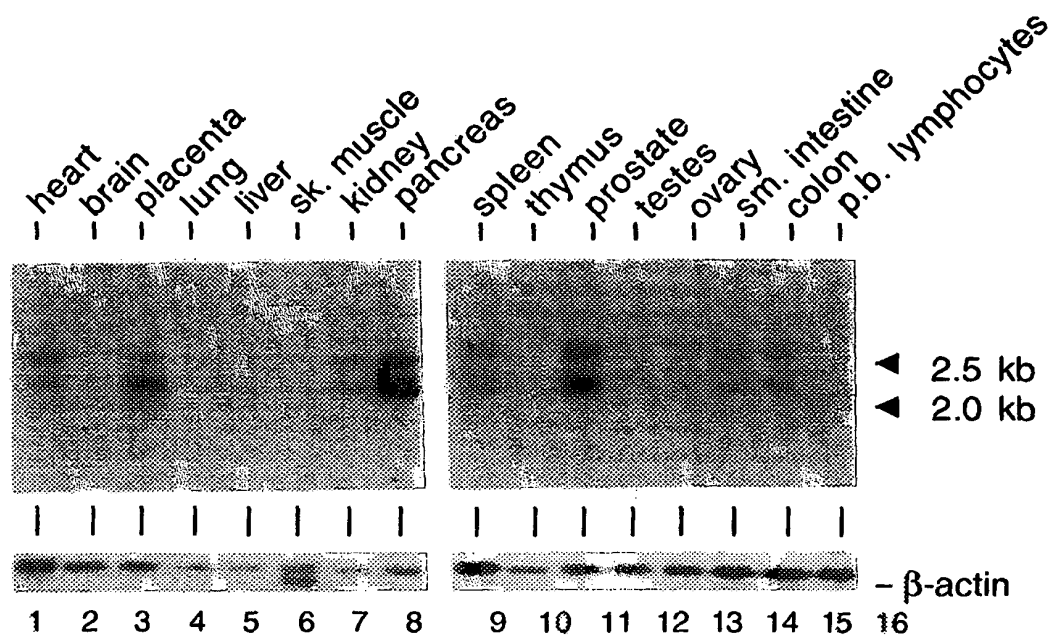 heart
brain
placenta
lung
liver
sk. muscle
kidney
pancreas
spleen
thymus
prostate
testes
ovary
sm. intestine
colon
p.b. lymphocytes
◄ 2.5 kb
◄ 2.0 kb
– β-actin
1 2 3 4 5 6 7 8 9 10 11 12 13 14 15 16